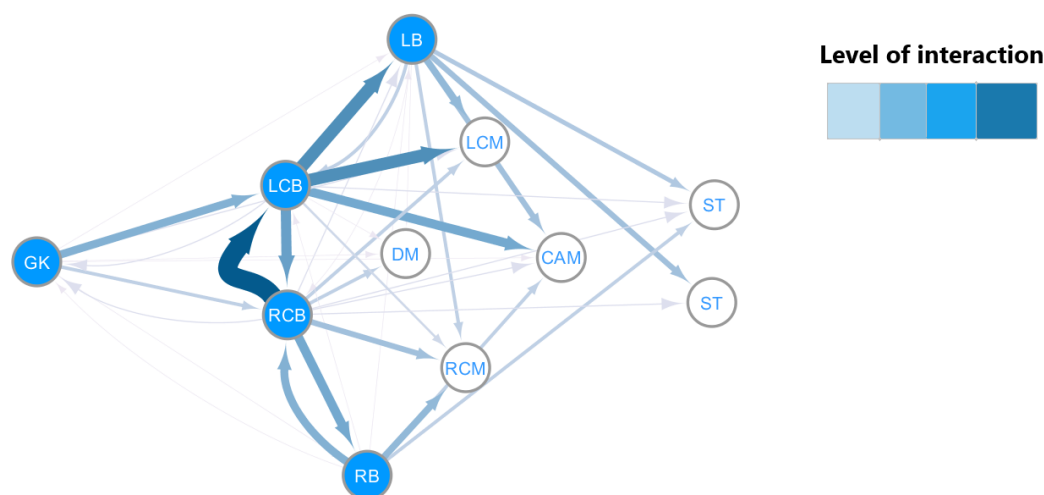 LB
Level of interaction
LCM
LCB
ST
DM
CAM
GK
ST
RCB
RCM
RB